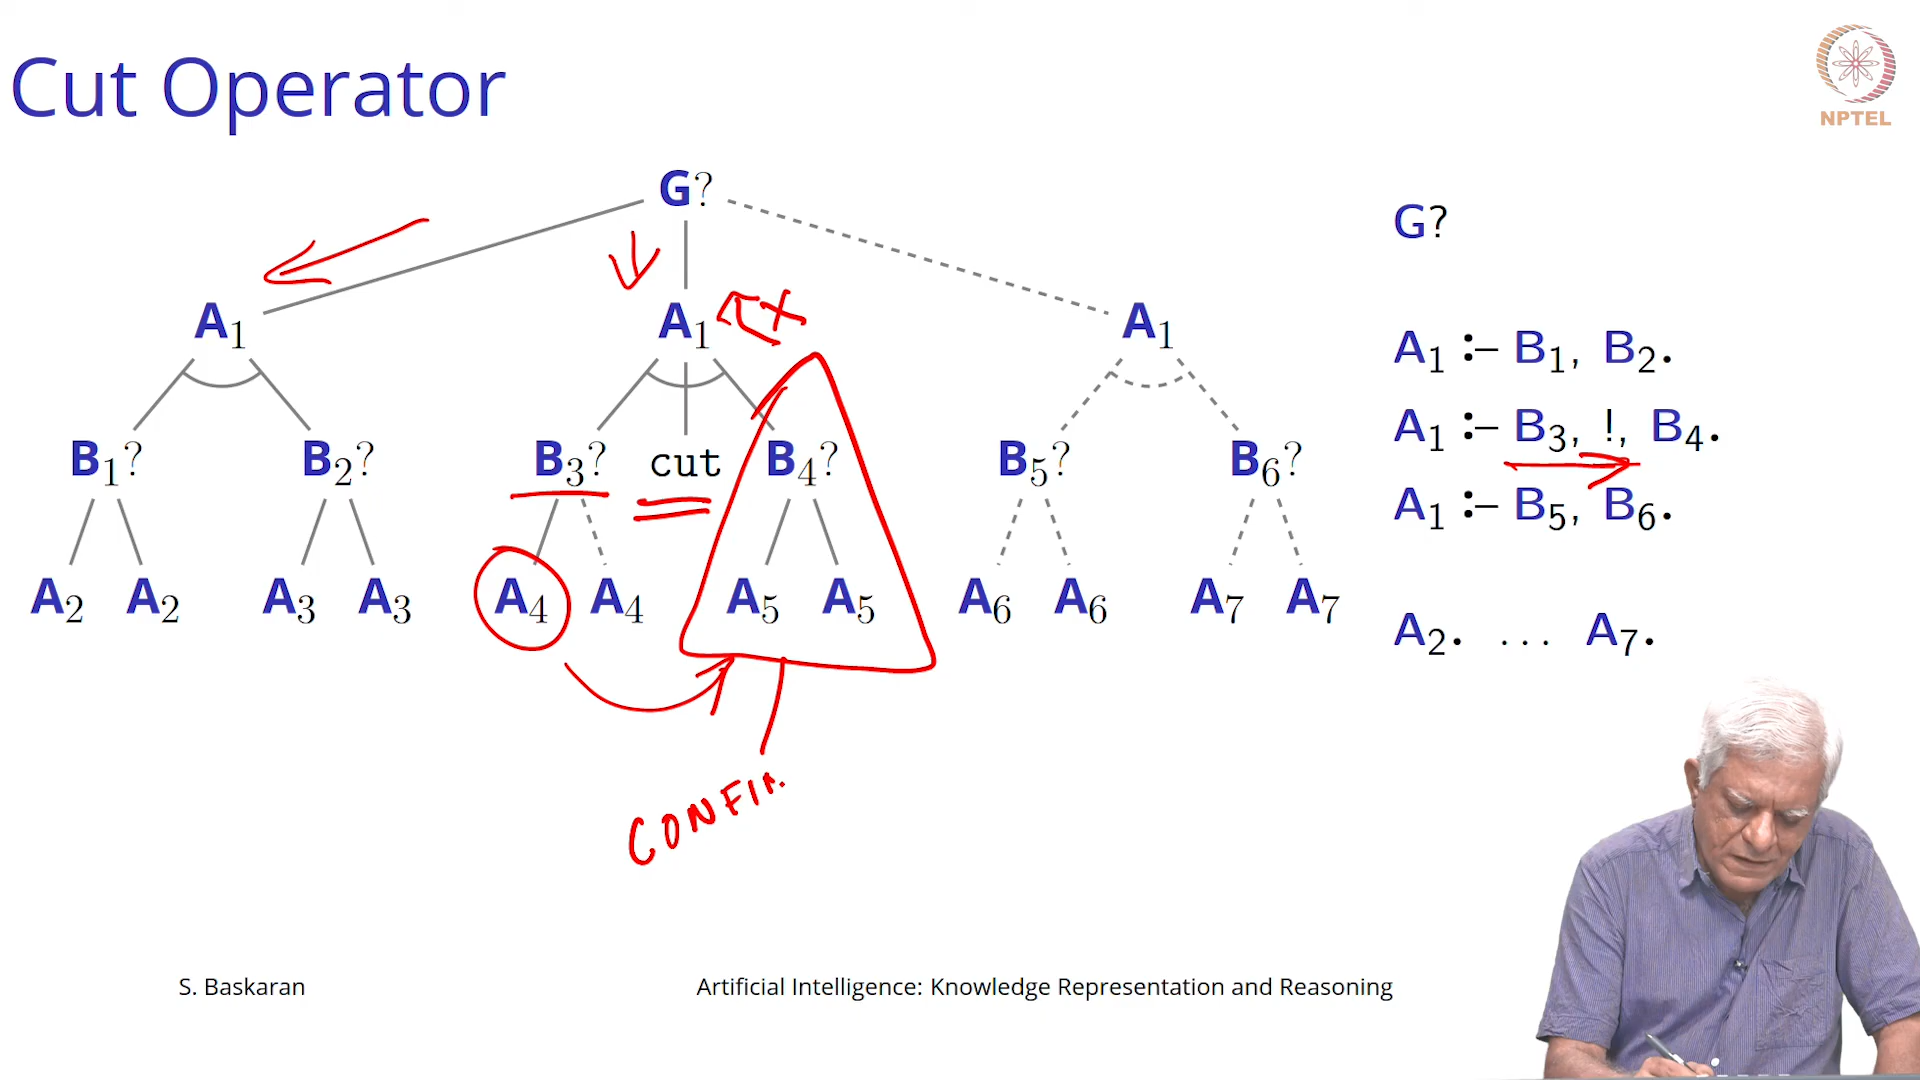 Cut Operator
NPTEL
G?
G?
A₁ A₁ A₁
A₁ :– B₁, B₂.
A₁ :– B₃, !, B₄.
A₁ :– B₅, B₆.
B₁? B₂? B₃? cut B₄? B₅? B₆?
A₂ A₂ A₃ A₃ A₄ A₄ A₅ A₅ A₆ A₆ A₇ A₇
A₂. ... A₇.
S. Baskaran
Artificial Intelligence: Knowledge Representation and Reasoning